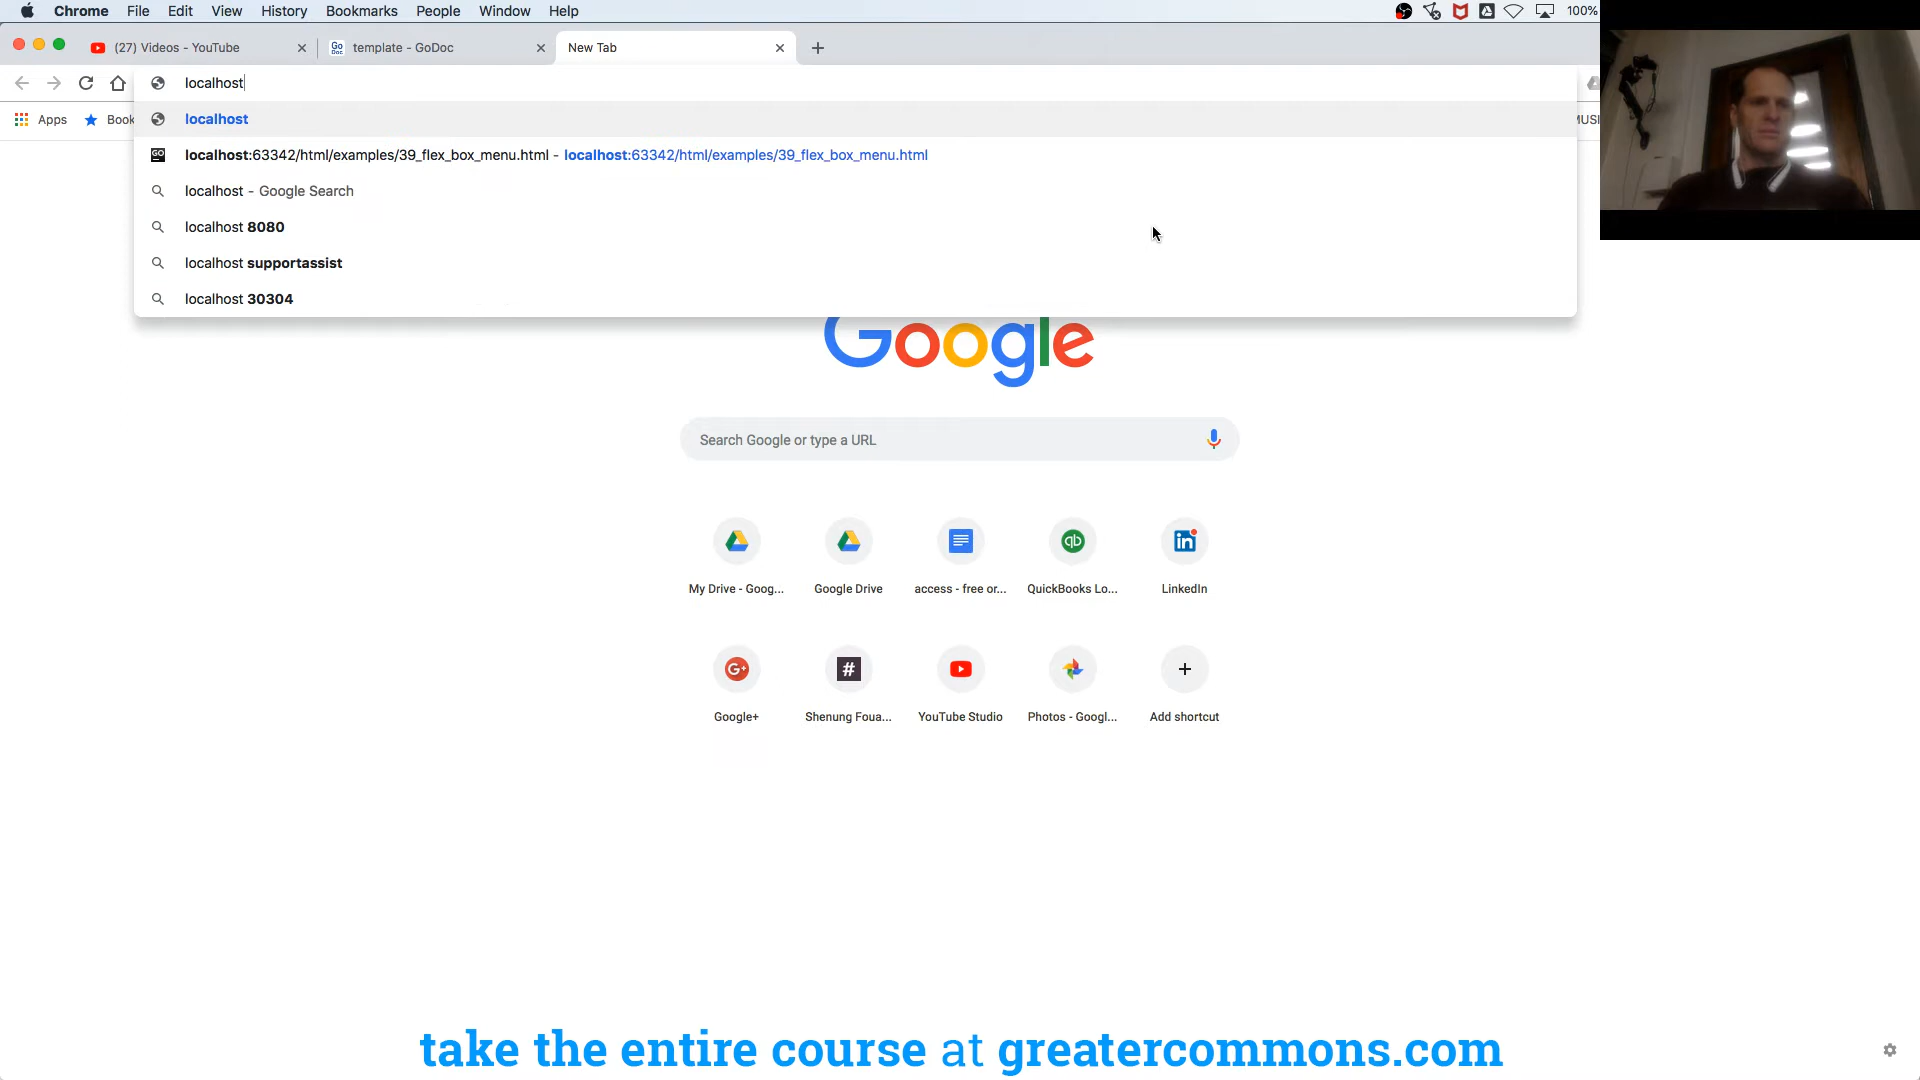 Chrome File Edit View History Bookmarks People Window Help 100%
(27) Videos - YouTube
template - GoDoc
New Tab
localhost
Apps
Book
localhost
MUSI
localhost:63342/html/examples/39_flex_box_menu.html - localhost:63342/html/examples/39_flex_box_menu.html
localhost - Google Search
localhost 8080
localhost supportassist
localhost 30304
Google
Search Google or type a URL
My Drive - Goog...
Google Drive
access - free or...
QuickBooks Lo...
LinkedIn
Google+
Shenung Foua...
YouTube Studio
Photos - Googl...
Add shortcut
take the entire course at greatercommons.com